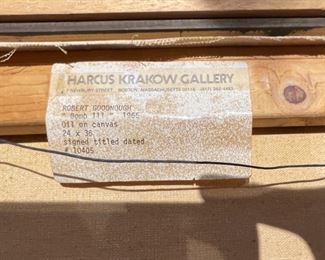 HARCUS KRAKOW GALLERY
7 NEWBURY STREET BOSTON, MASSACHUSETTS 02116 (617) 262-4483
ROBERT GOODNOUGH
" Bomb III " 1965
Oil on canvas
24 x 36
signed titled dated
# 10405